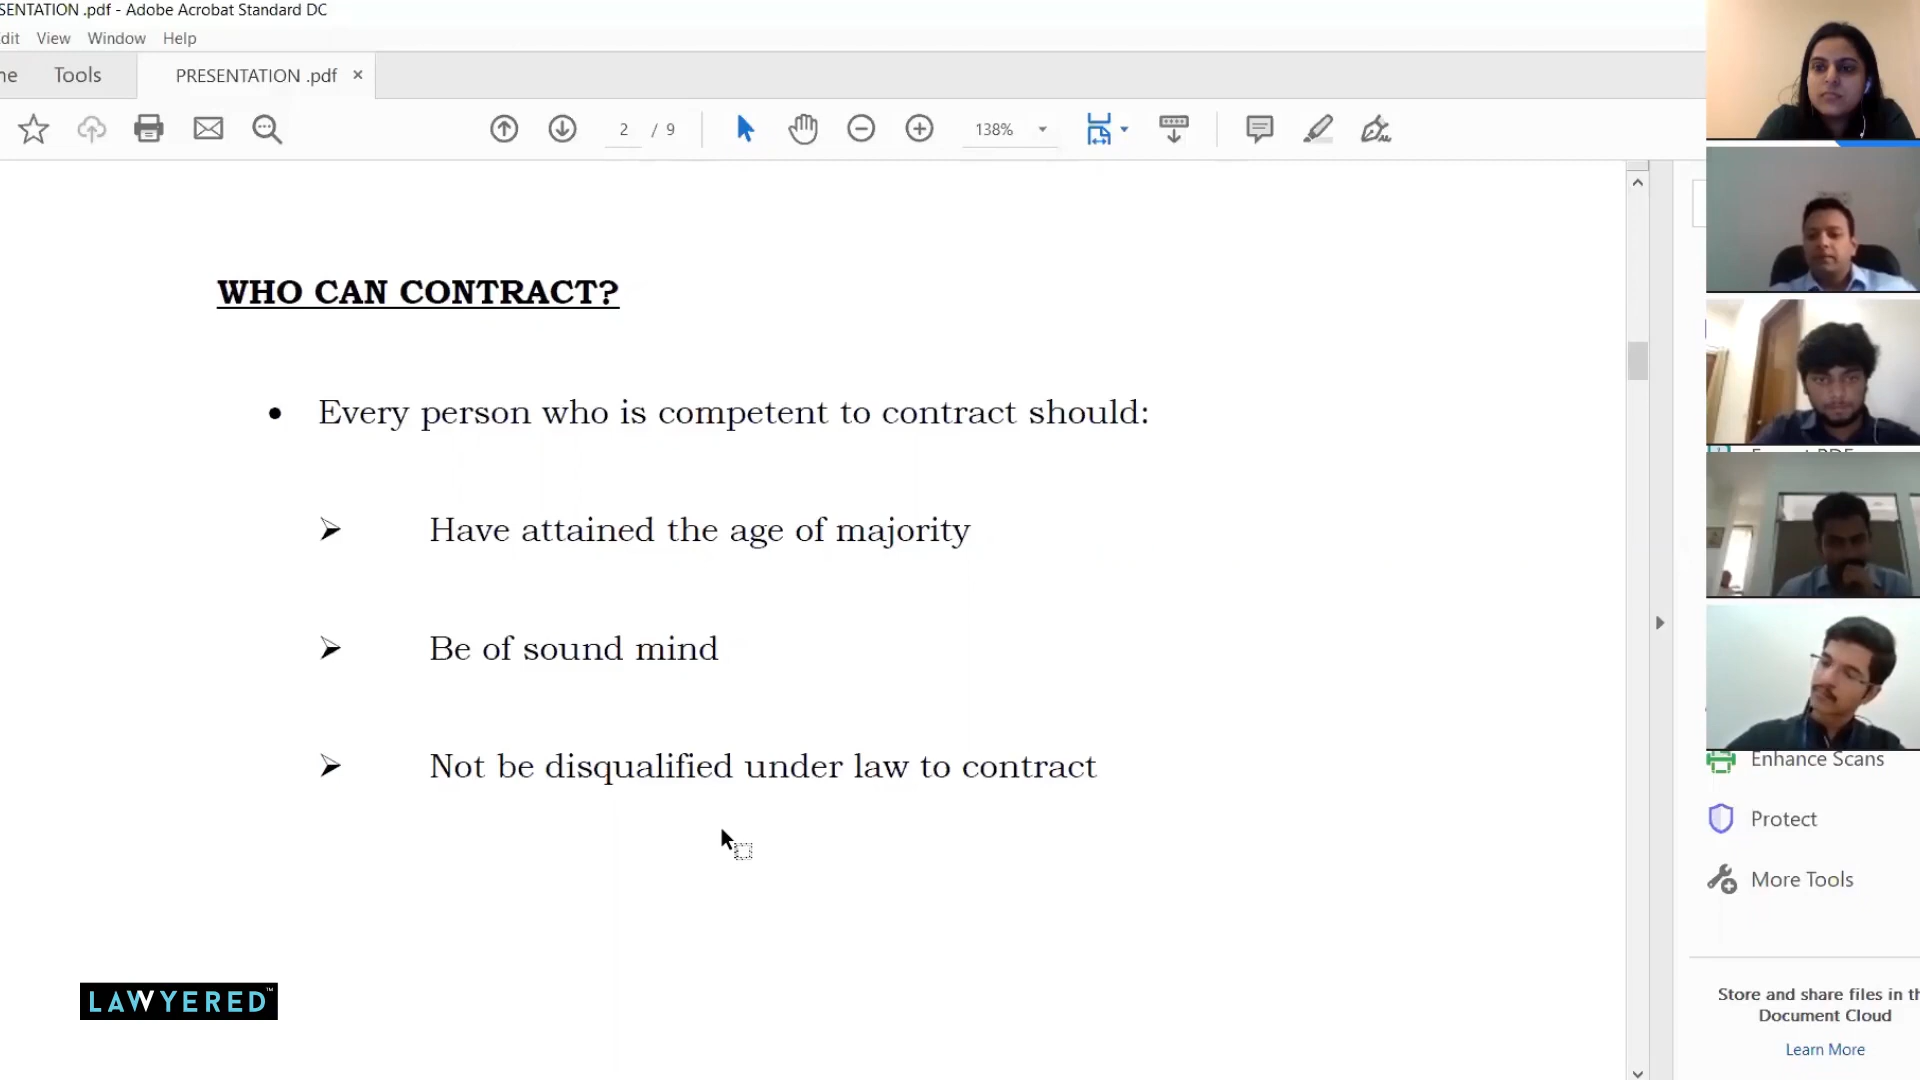 SENTATION .pdf - Adobe Acrobat Standard DC
dit View Window Help
ne Tools PRESENTATION .pdf ×
2 / 9 138%
WHO CAN CONTRACT?
• Every person who is competent to contract should:
➢ Have attained the age of majority
➢ Be of sound mind
➢ Not be disqualified under law to contract
Enhance Scans
Protect
More Tools
Store and share files in th
Document Cloud
Learn More
LAWYERED™